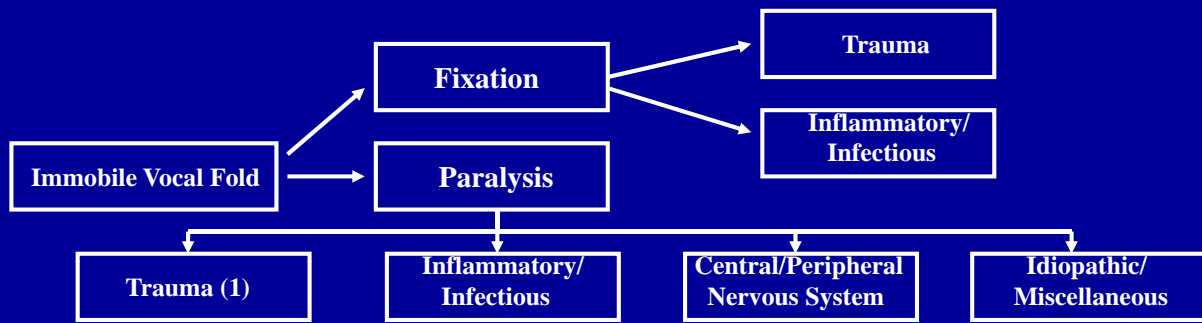 Fixation
Trauma
Inflammatory/
Infectious
Immobile Vocal Fold
Paralysis
Trauma (1)
Inflammatory/
Infectious
Central/Peripheral
Nervous System
Idiopathic/
Miscellaneous